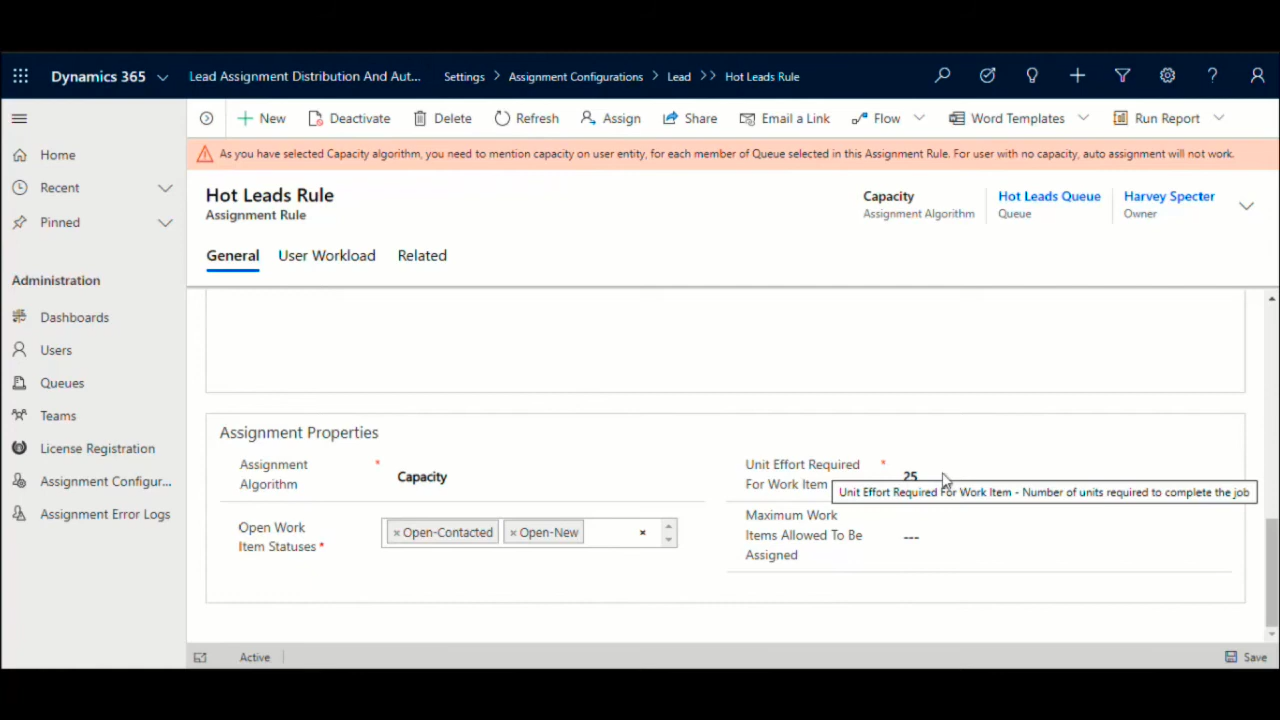 Dynamics 365
Lead Assignment Distribution And Aut...
Settings > Assignment Configurations > Lead >> Hot Leads Rule
New
Deactivate
Delete
Refresh
Assign
Share
Email a Link
Flow
Word Templates
Run Report
As you have selected Capacity algorithm, you need to mention capacity on user entity, for each member of Queue selected in this Assignment Rule. For user with no capacity, auto assignment will not work.
Home
Recent
Pinned
Administration
Dashboards
Users
Queues
Teams
License Registration
Assignment Configur...
Assignment Error Logs
Hot Leads Rule
Assignment Rule
Capacity
Assignment Algorithm
Hot Leads Queue
Queue
Harvey Specter
Owner
General
User Workload
Related
Assignment Properties
Assignment *
Algorithm
Capacity
Open Work
Item Statuses *
× Open-Contacted
× Open-New
×
Unit Effort Required *
For Work Item
25
Unit Effort Required For Work Item - Number of units required to complete the job
Maximum Work
Items Allowed To Be
Assigned
---
Active
Save